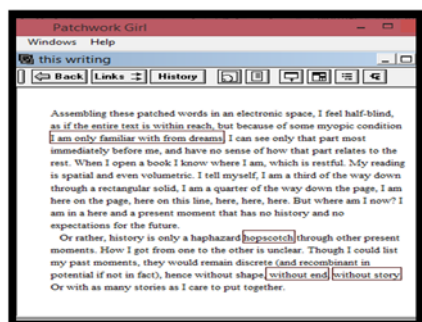 Patchwork Girl
Windows Help
this writing
Back Links History
Assembling these patched words in an electronic space, I feel half-blind,
as if the entire text is within reach, but because of some myopic condition
I am only familiar with from dreams, I can see only that part most
immediately before me, and have no sense of how that part relates to the
rest. When I open a book I know where I am, which is restful. My reading
is spatial and even volumetric. I tell myself, I am a third of the way down
through a rectangular solid, I am a quarter of the way down the page, I am
here on the page, here on this line, here, here, here. But where am I now? I
am in a here and a present moment that has no history and no
expectations for the future.
Or rather, history is only a haphazard hopscotch through other present
moments. How I got from one to the other is unclear. Though I could list
my past moments, they would remain discrete (and recombinant in
potential if not in fact), hence without shape, without end, without story.
Or with as many stories as I care to put together.